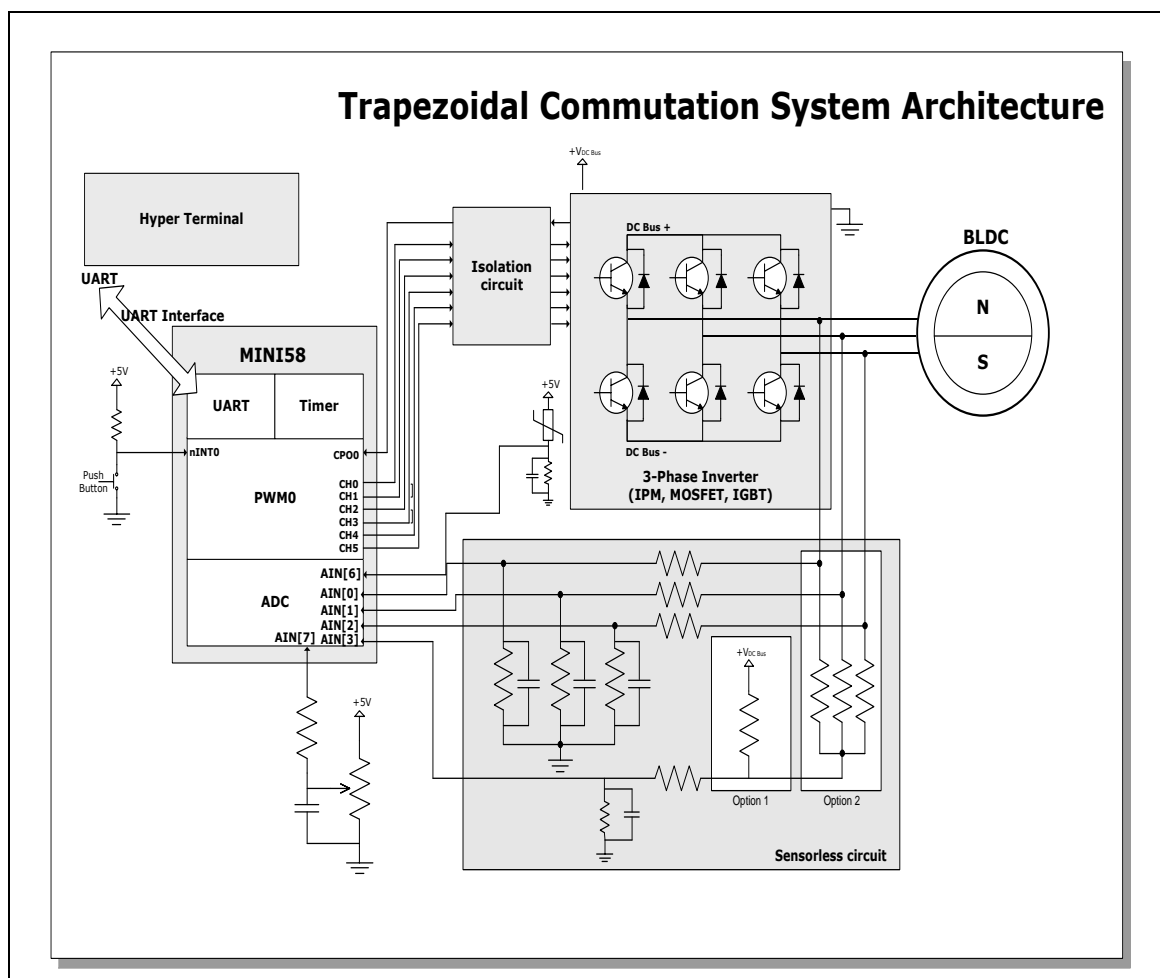 Trapezoidal Commutation System Architecture
+VDC Bus
Hyper Terminal
DC Bus +
BLDC
Isolation
circuit
N
UART
UART Interface
S
MINI58
+5V
+5V
UART
Timer
nINT0
CPO0
DC Bus -
3-Phase Inverter
(IPM, MOSFET, IGBT)
Push
Button
PWM0
CH0
CH1
CH2
CH3
CH4
CH5
AIN[6]
AIN[0]
ADC
AIN[1]
AIN[2]
AIN[7]
AIN[3]
+VDC Bus
+5V
Option 1
Option 2
Sensorless circuit